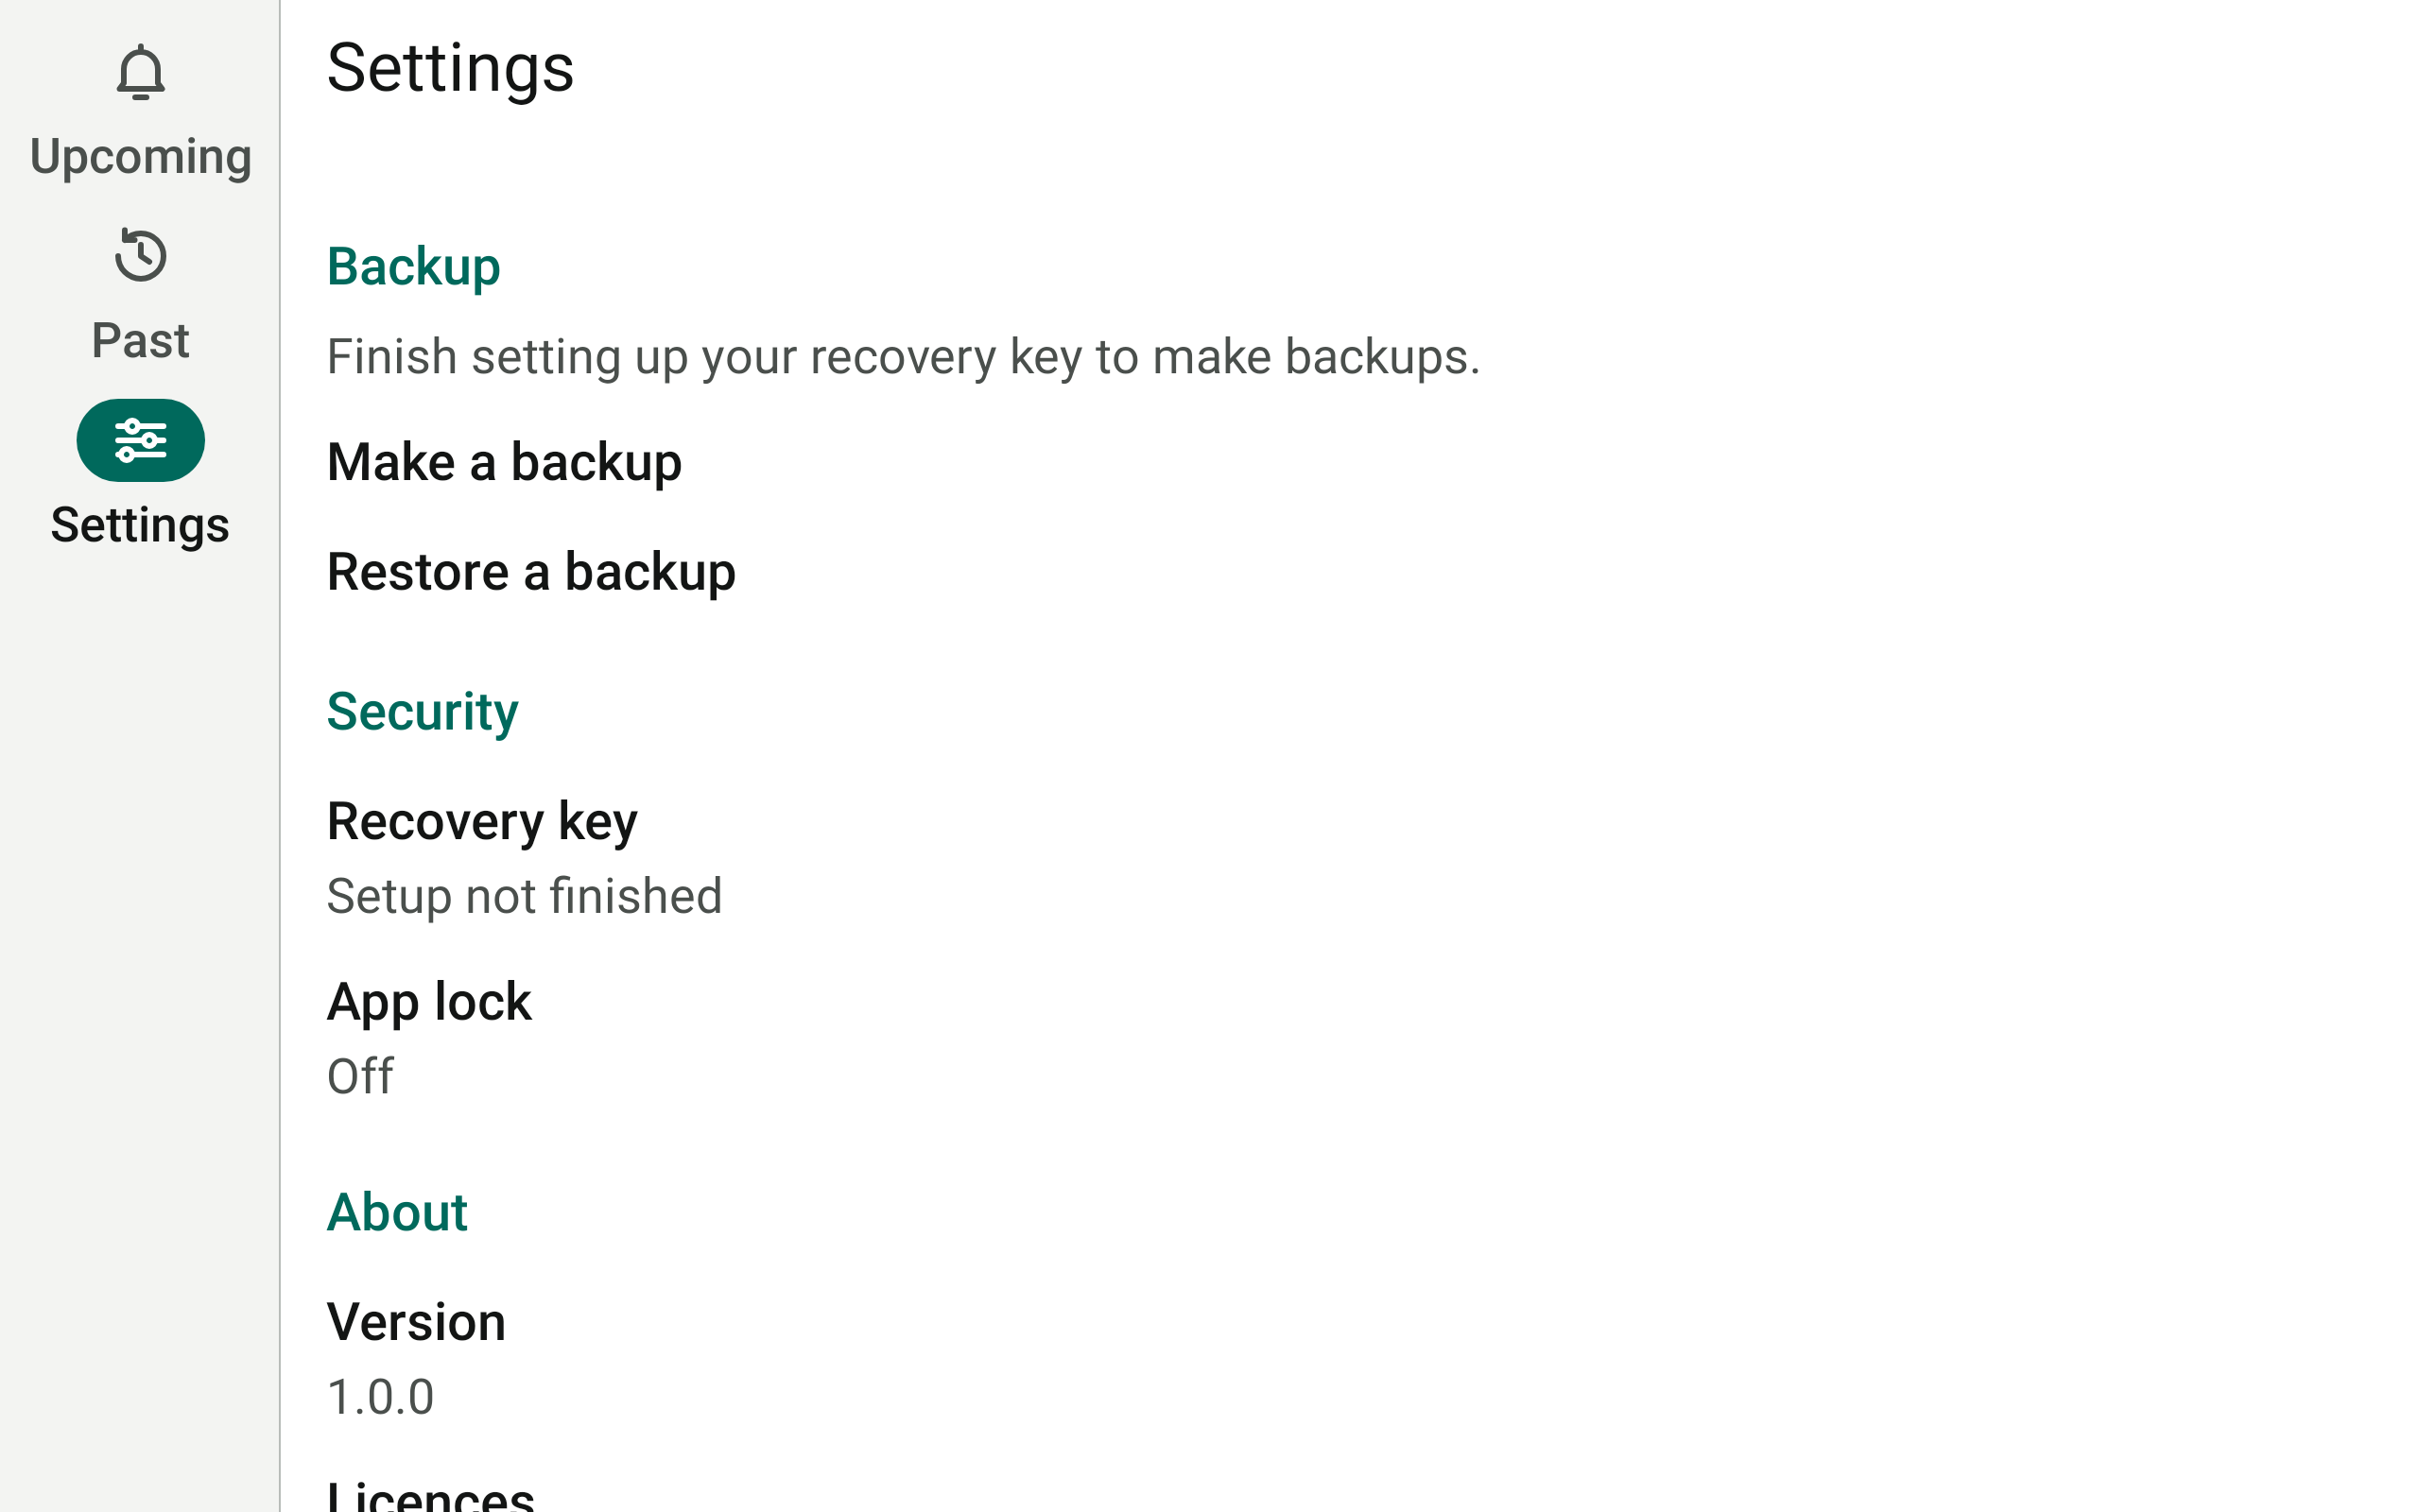 Upcoming
Past
Settings
Settings
Backup
Finish setting up your recovery key to make backups.
Make a backup
Restore a backup
Security
Recovery key
Setup not finished
App lock
Off
About
Version
1.0.0
Licences